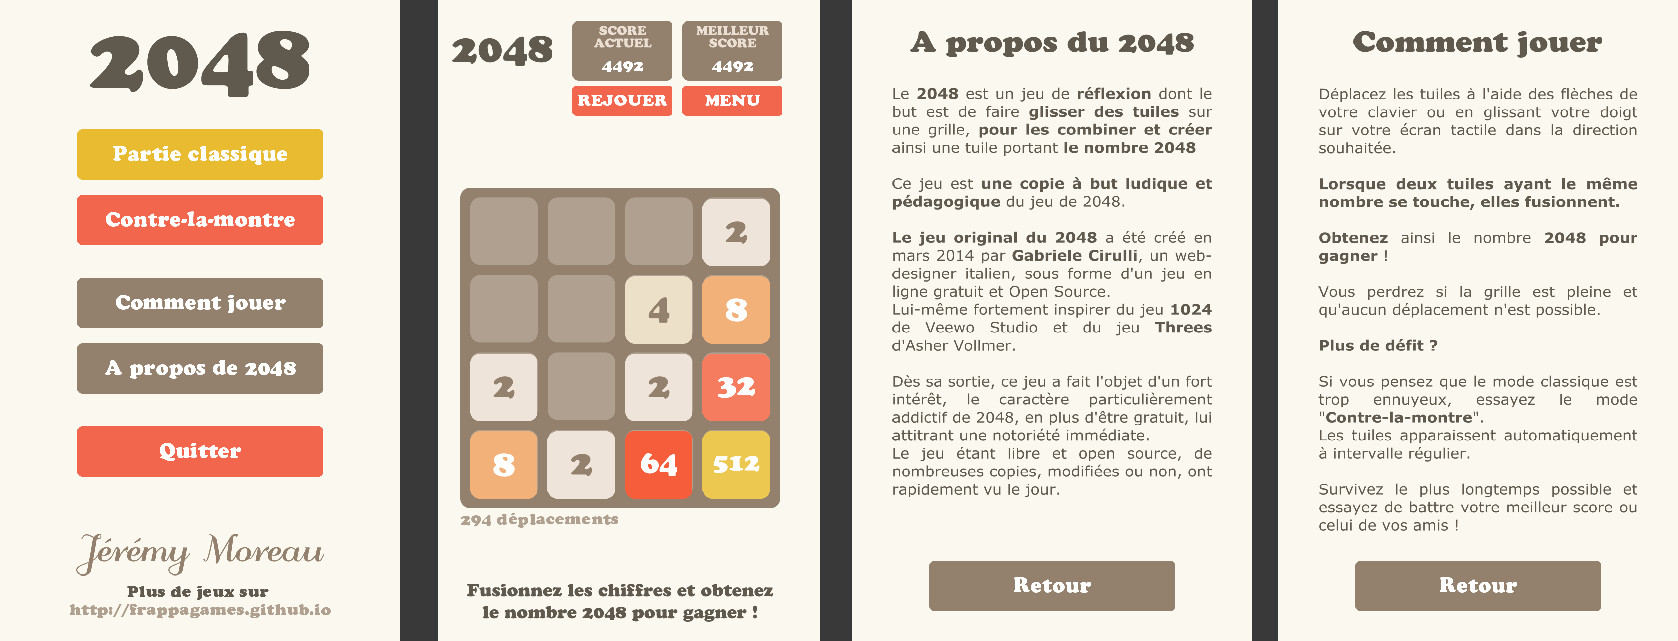 2048
Partie classique
Contre-la-montre
Comment jouer
A propos de 2048
Quitter
Jérémy Moreau
Plus de jeux sur
http://frappagames.github.io
2048
SCORE
ACTUEL
4492
MEILLEUR
SCORE
4492
REJOUER
MENU
2
4 8
2 2 32
8 2 64 512
294 déplacements
Fusionnez les chiffres et obtenez
le nombre 2048 pour gagner !
A propos du 2048
Le 2048 est un jeu de réflexion dont le
but est de faire glisser des tuiles sur
une grille, pour les combiner et créer
ainsi une tuile portant le nombre 2048
Ce jeu est une copie à but ludique et
pédagogique du jeu de 2048.
Le jeu original du 2048 a été créé en
mars 2014 par Gabriele Cirulli, un web-
designer italien, sous forme d'un jeu en
ligne gratuit et Open Source.
Lui-même fortement inspirer du jeu 1024
de Veewo Studio et du jeu Threes
d'Asher Vollmer.
Dès sa sortie, ce jeu a fait l'objet d'un fort
intérêt, le caractère particulièrement
addictif de 2048, en plus d'être gratuit, lui
attitrant une notoriété immédiate.
Le jeu étant libre et open source, de
nombreuses copies, modifiées ou non, ont
rapidement vu le jour.
Retour
Comment jouer
Déplacez les tuiles à l'aide des flèches de
votre clavier ou en glissant votre doigt
sur votre écran tactile dans la direction
souhaitée.
Lorsque deux tuiles ayant le même
nombre se touche, elles fusionnent.
Obtenez ainsi le nombre 2048 pour
gagner !
Vous perdrez si la grille est pleine et
qu'aucun déplacement n'est possible.
Plus de défit ?
Si vous pensez que le mode classique est
trop ennuyeux, essayez le mode
"Contre-la-montre".
Les tuiles apparaissent automatiquement
à intervalle régulier.
Survivez le plus longtemps possible et
essayez de battre votre meilleur score ou
celui de vos amis !
Retour